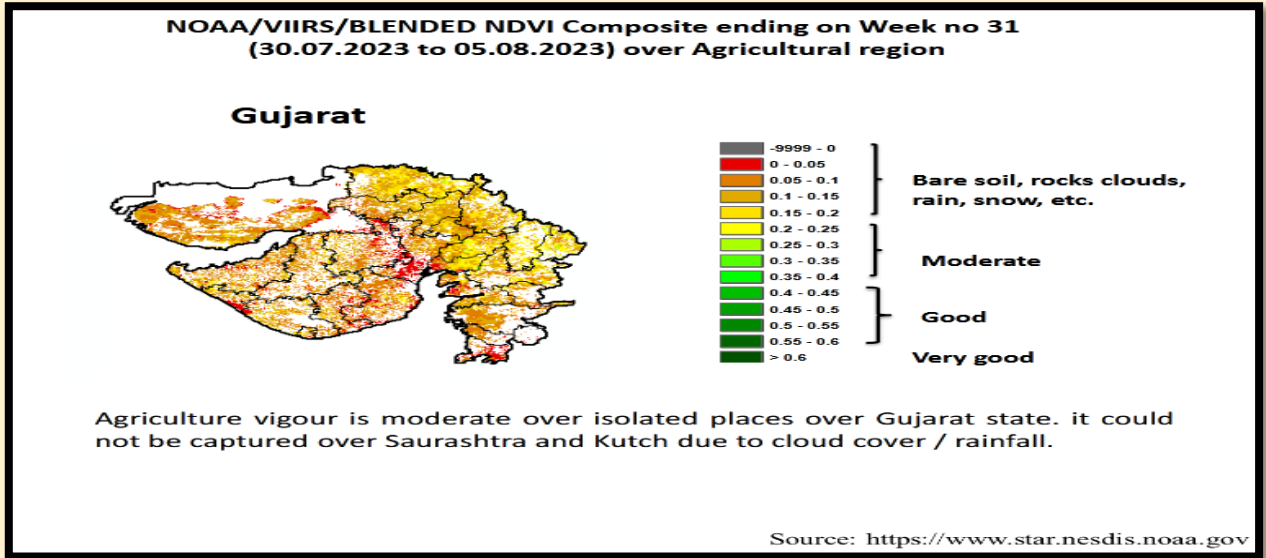 NOAA/VIIRS/BLENDED NDVI Composite ending on Week no 31
(30.07.2023 to 05.08.2023) over Agricultural region
Gujarat
-9999 - 0
0 - 0.05
0.05 - 0.1
0.1 - 0.15
0.15 - 0.2
0.2 - 0.25
0.25 - 0.3
0.3 - 0.35
0.35 - 0.4
0.4 - 0.45
0.45 - 0.5
0.5 - 0.55
0.55 - 0.6
> 0.6
Bare soil, rocks clouds,
rain, snow, etc.
Moderate
Good
Very good
Agriculture vigour is moderate over isolated places over Gujarat state. it could
not be captured over Saurashtra and Kutch due to cloud cover / rainfall.
Source: https://www.star.nesdis.noaa.gov